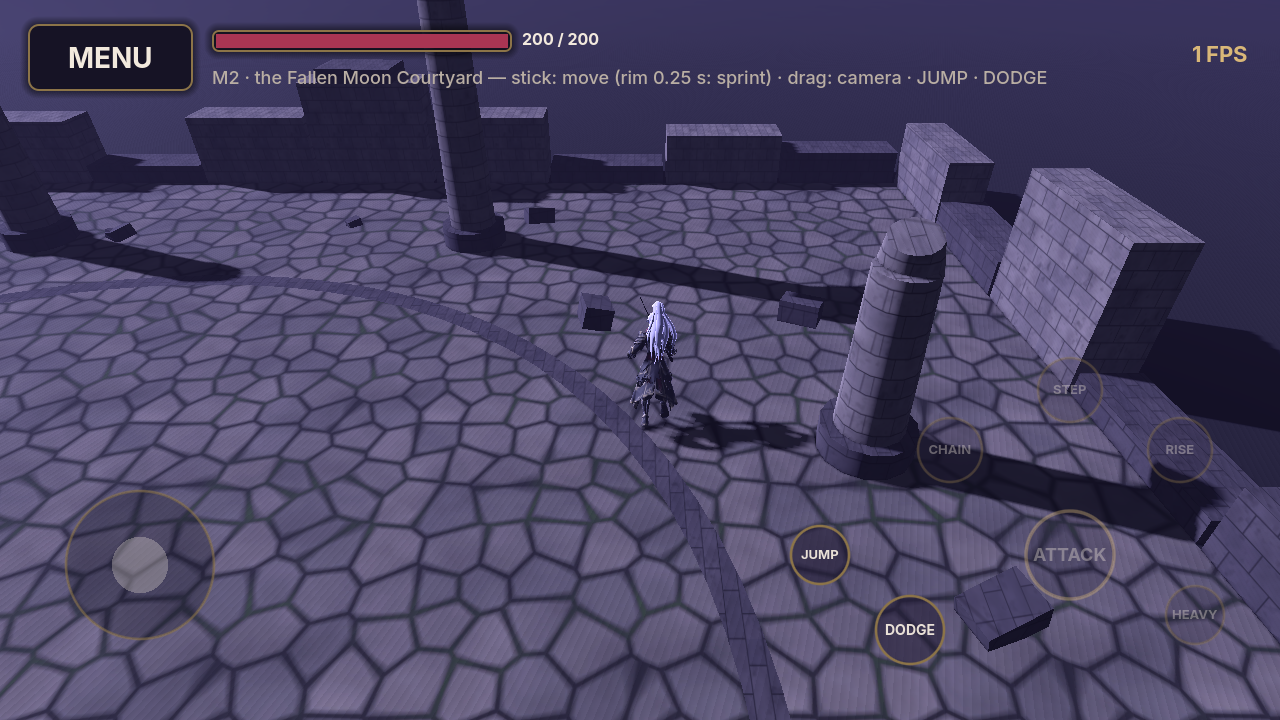 MENU
200 / 200
1 FPS
M2 · the Fallen Moon Courtyard — stick: move (rim 0.25 s: sprint) · drag: camera · JUMP · DODGE
STEP
CHAIN
RISE
JUMP
ATTACK
DODGE
HEAVY